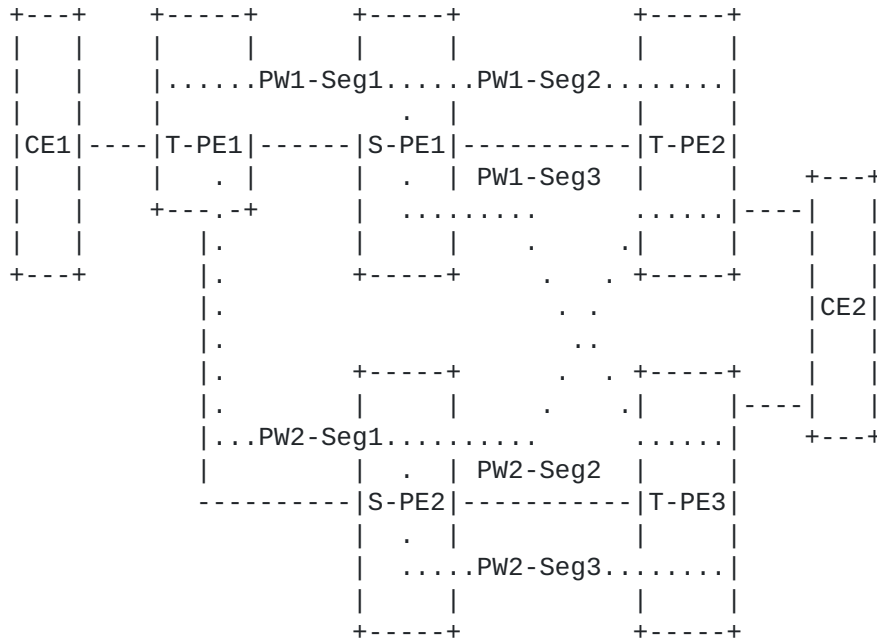 PW1-Seg1 PW1-Seg2
CE1 T-PE1 S-PE1 T-PE2
PW1-Seg3
CE2
PW2-Seg1
PW2-Seg2
S-PE2 T-PE3
PW2-Seg3